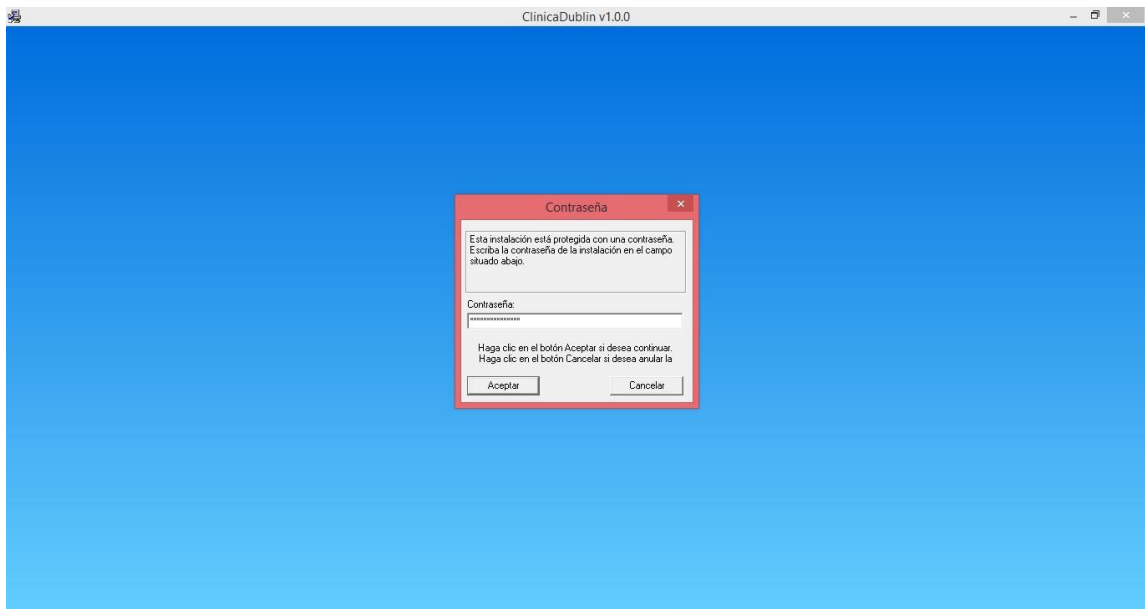 ClinicaDublin v1.0.0
Contraseña
Esta instalación está protegida con una contraseña.
Escriba la contraseña de la instalación en el campo
situado abajo.
Contraseña:
***************
Haga clic en el botón Aceptar si desea continuar.
Haga clic en el botón Cancelar si desea anular la
Aceptar
Cancelar